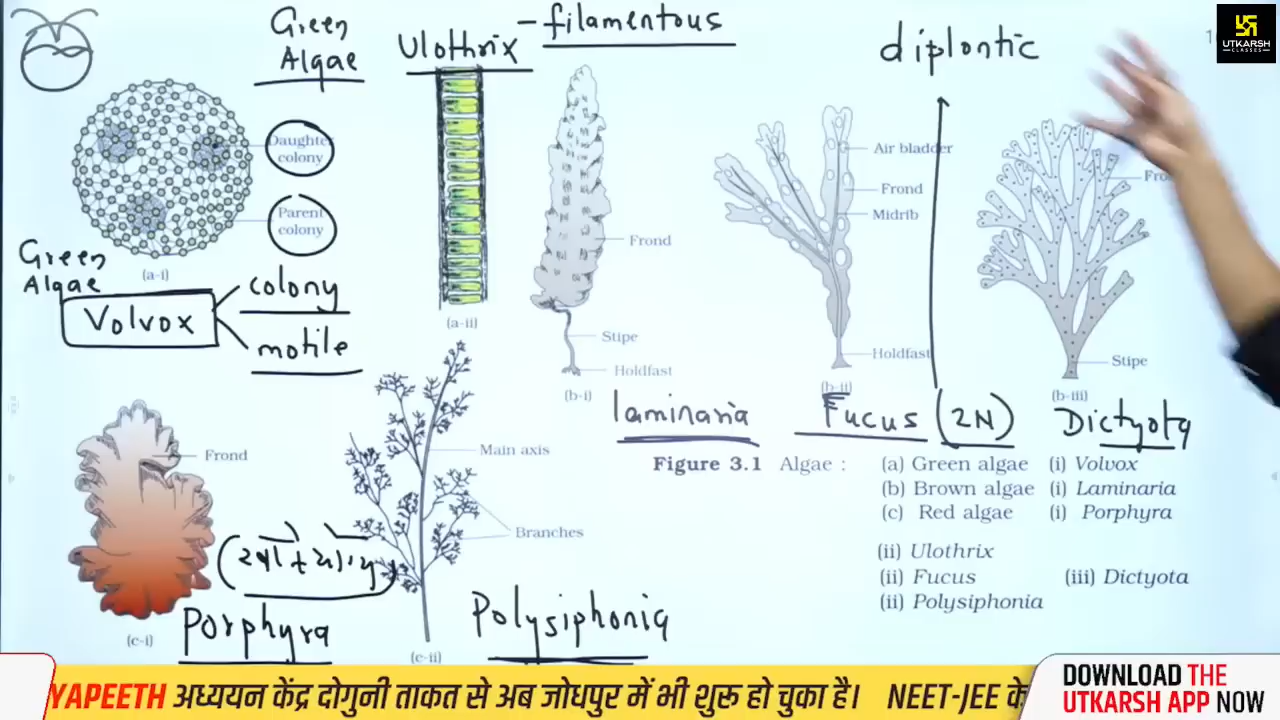 Green
Algae
Ulothrix
- filamentous
diplontic
UTKARSH
CLASSES
Daughter
colony
Parent
colony
(a-i)
Green
Algae
Volvox
colony
motile
(a-ii)
Frond
Stipe
Holdfast
(b-i)
laminaria
Air bladder
Frond
Midrib
Holdfast
(b-ii)
Fucus (2N)
Stipe
(b-iii)
Dictyota
Frond
(c-i)
Porphyra
Main axis
Branches
(c-ii)
Polysiphonia
Figure 3.1 Algae :
(a) Green algae (i) Volvox
(b) Brown algae (i) Laminaria
(c) Red algae (i) Porphyra
(ii) Ulothrix
(ii) Fucus (iii) Dictyota
(ii) Polysiphonia
YAPEETH अध्ययन केंद्र दोगुनी ताकत से अब जोधपुर में भी शुरू हो चुका है। NEET-JEE के
DOWNLOAD THE
UTKARSH APP NOW